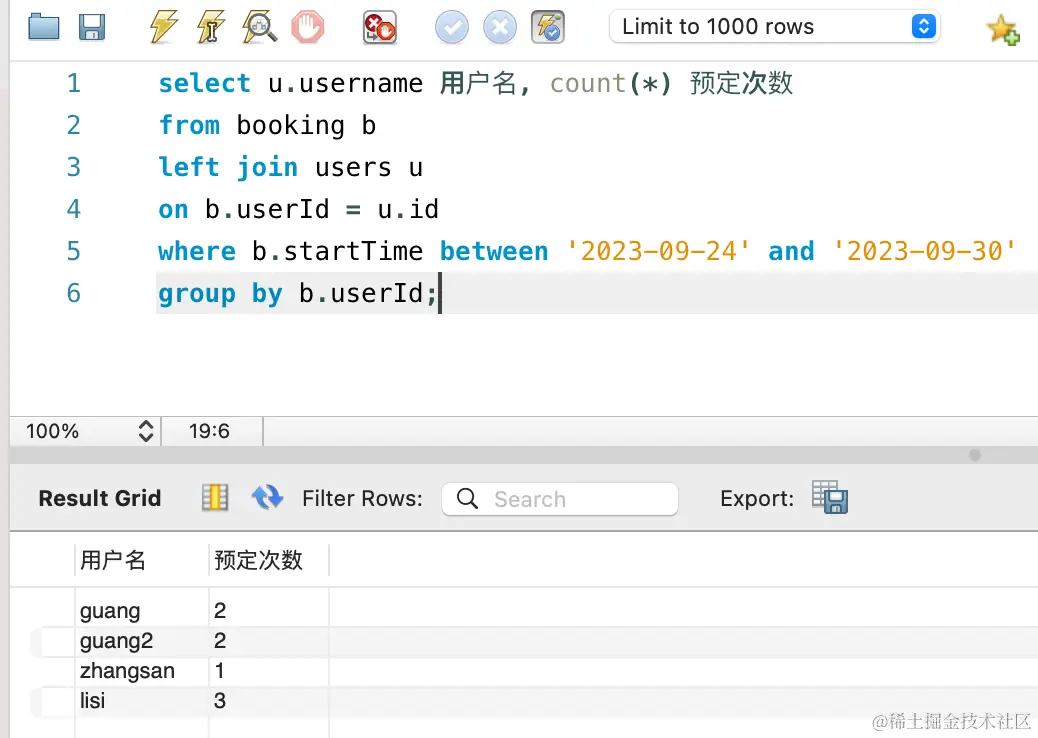 Limit to 1000 rows
1 select u.username 用户名, count(*) 预定次数
2 from booking b
3 left join users u
4 on b.userId = u.id
5 where b.startTime between '2023-09-24' and '2023-09-30'
6 group by b.userId;
100% 19:6
Result Grid Filter Rows: Search Export:
用户名 预定次数
guang 2
guang2 2
zhangsan 1
lisi 3
@稀土掘金技术社区